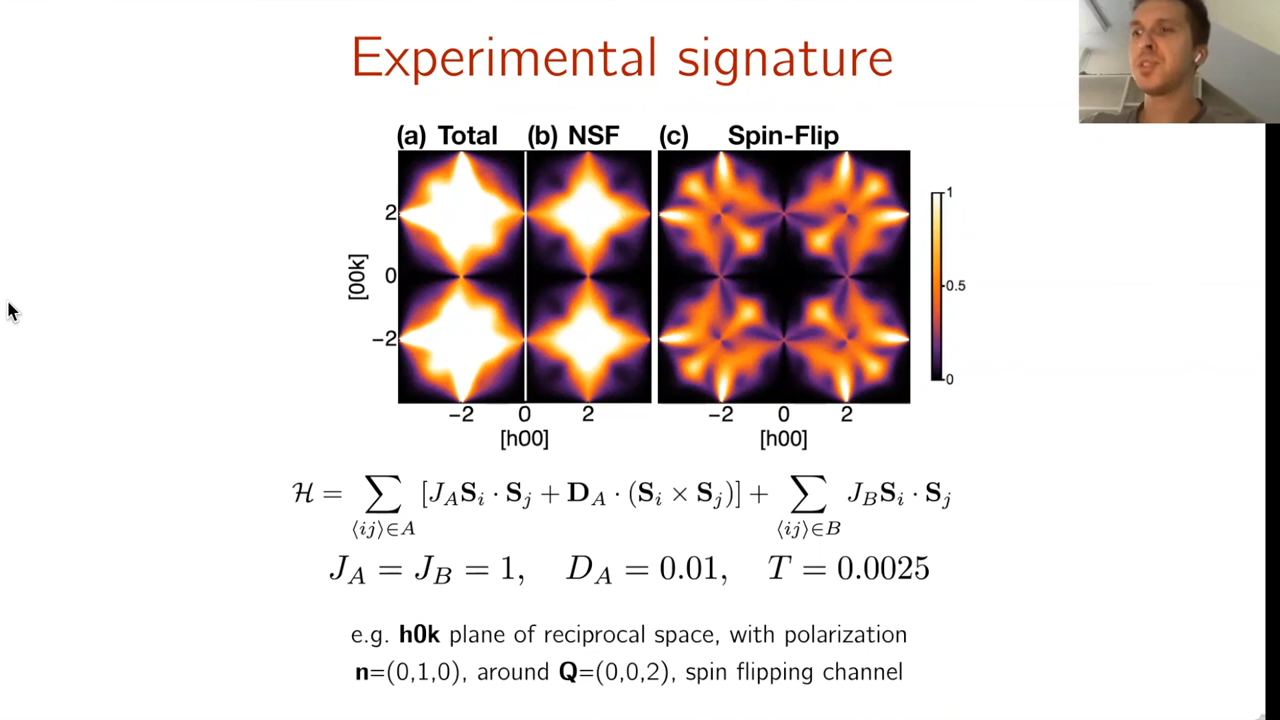 Experimental signature
(a) Total (b) NSF (c) Spin-Flip
2
0
−2
[00k]
−2 0 2
[h00]
−2 0 2
[h00]
1
0.5
0
ℋ = ∑⟨ij⟩∈A [J_A S_i · S_j + D_A · (S_i × S_j)] + ∑⟨ij⟩∈B J_B S_i · S_j
J_A = J_B = 1, D_A = 0.01, T = 0.0025
e.g. h0k plane of reciprocal space, with polarization
n=(0,1,0), around Q=(0,0,2), spin flipping channel